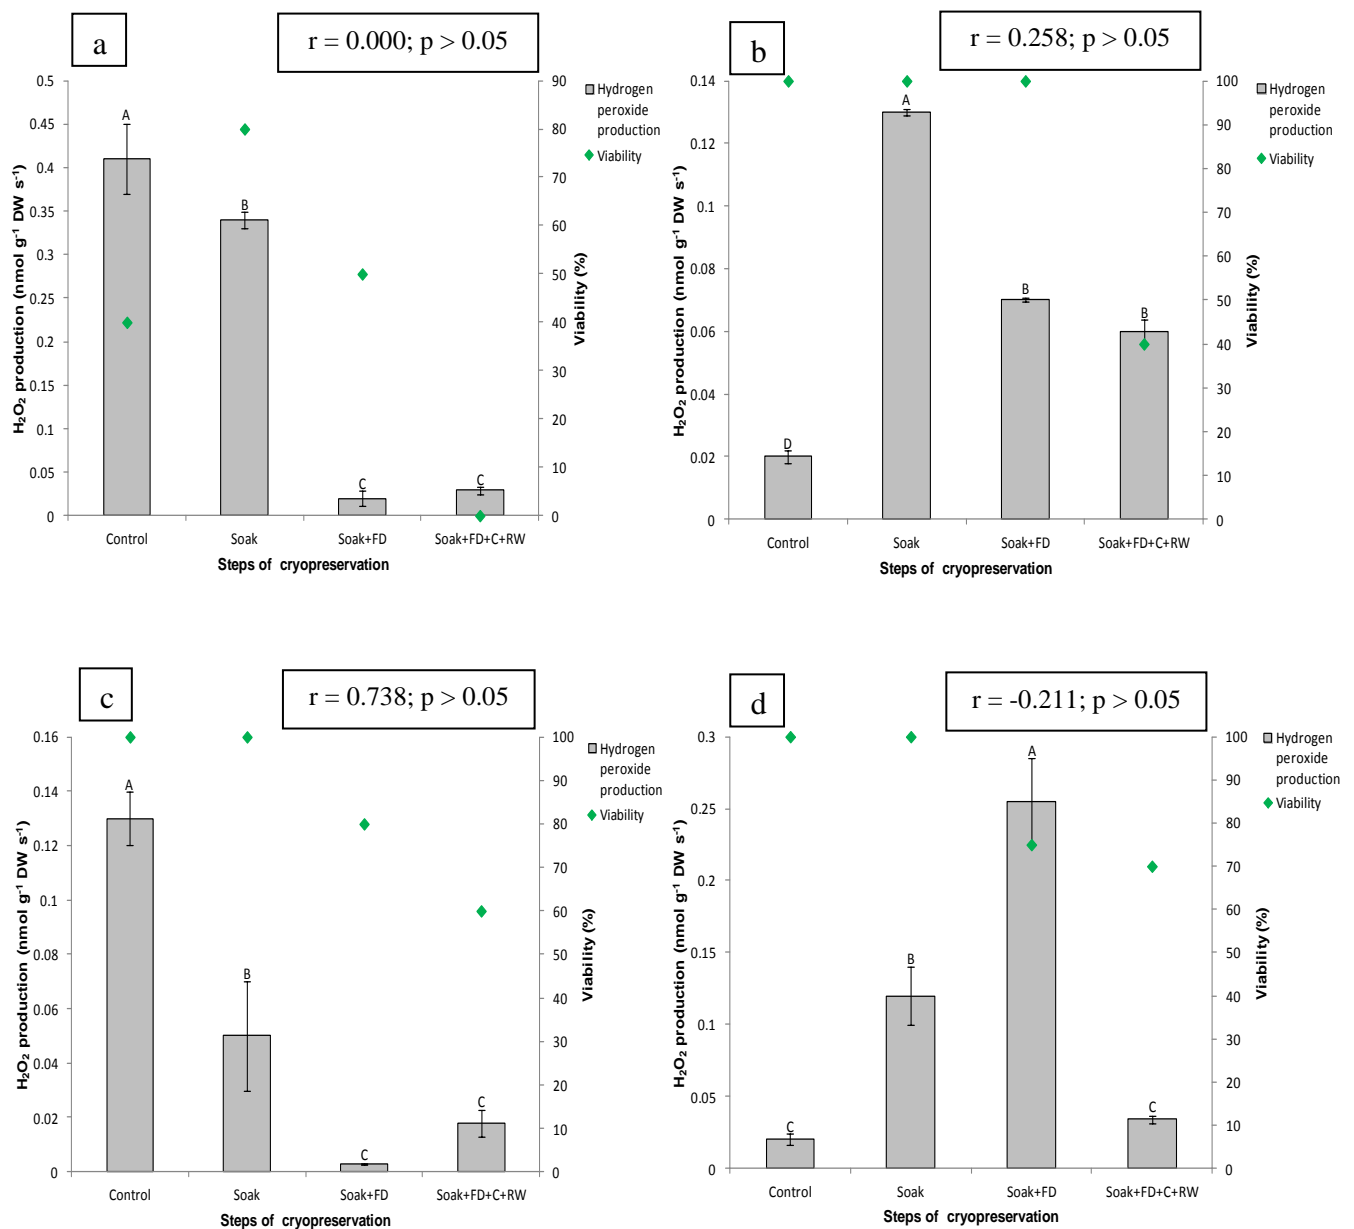 a
r = 0.000; p > 0.05
0.5
0.45
0.4
0.35
0.3
0.25
0.2
0.15
0.1
0.05
0
H₂O₂ production (nmol g⁻¹ DW s⁻¹)
A
B
C
C
90
80
70
60
50
40
30
20
10
0
Viability (%)
Hydrogen
peroxide
production
Viability
Control Soak Soak+FD Soak+FD+C+RW
Steps of cryopreservation
b
r = 0.258; p > 0.05
0.14
0.12
0.1
0.08
0.06
0.04
0.02
0
H₂O₂ production (nmol g⁻¹ DW s⁻¹)
D
A
B
B
100
90
80
70
60
50
40
30
20
10
0
Viability (%)
Hydrogen
peroxide
production
Viability
Control Soak Soak+FD Soak+FD+C+RW
Steps of cryopreservation
c
r = 0.738; p > 0.05
0.16
0.14
0.12
0.1
0.08
0.06
0.04
0.02
0
H₂O₂ production (nmol g⁻¹ DW s⁻¹)
A
B
C
C
100
90
80
70
60
50
40
30
20
10
0
Viability (%)
Hydrogen
peroxide
production
Viability
Control Soak Soak+FD Soak+FD+C+RW
Steps of cryopreservation
d
r = -0.211; p > 0.05
0.3
0.25
0.2
0.15
0.1
0.05
0
H₂O₂ production (nmol g⁻¹ DW s⁻¹)
C
B
A
C
100
90
80
70
60
50
40
30
20
10
0
Viability (%)
Hydrogen
peroxide
production
Viability
Control Soak Soak+FD Soak+FD+C+RW
Steps of cryopreservation